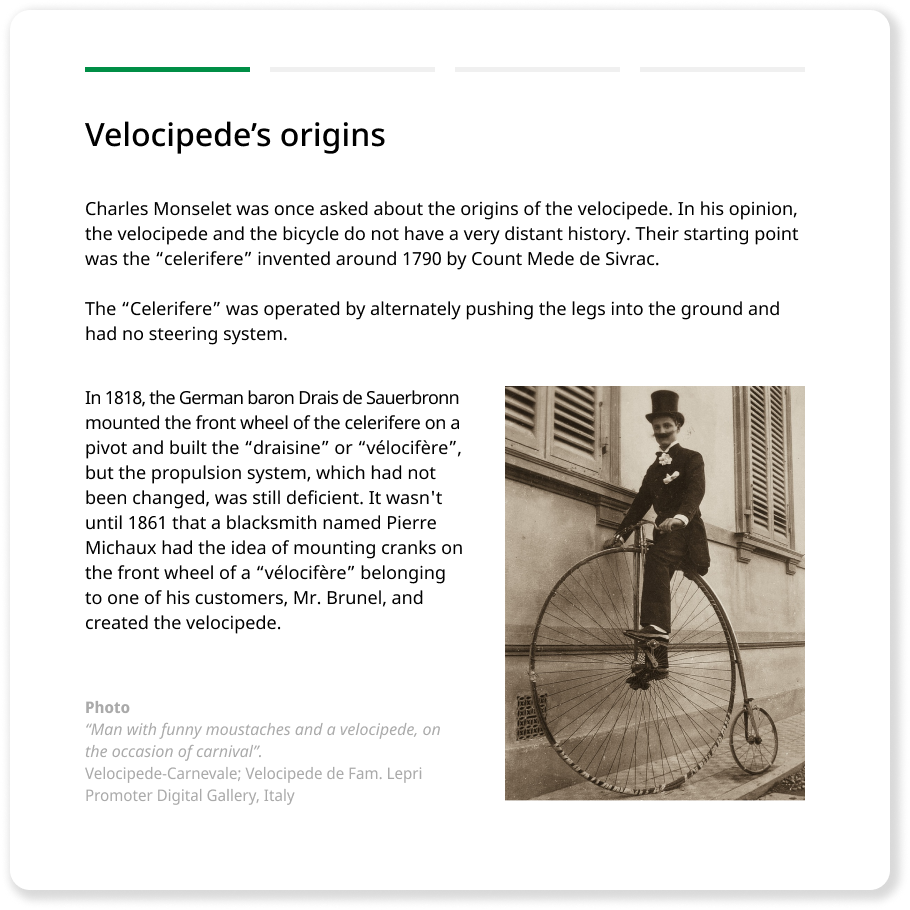 Velocipede’s origins
Charles Monselet was once asked about the origins of the velocipede. In his opinion,
the velocipede and the bicycle do not have a very distant history. Their starting point
was the “celerifere” invented around 1790 by Count Mede de Sivrac.
The “Celerifere” was operated by alternately pushing the legs into the ground and
had no steering system.
In 1818, the German baron Drais de Sauerbronn
mounted the front wheel of the celerifere on a
pivot and built the “draisine” or “vélocifère”,
but the propulsion system, which had not
been changed, was still deficient. It wasn't
until 1861 that a blacksmith named Pierre
Michaux had the idea of mounting cranks on
the front wheel of a “vélocifère” belonging
to one of his customers, Mr. Brunel, and
created the velocipede.
Photo
“Man with funny moustaches and a velocipede, on
the occasion of carnival”.
Velocipede-Carnevale; Velocipede de Fam. Lepri
Promoter Digital Gallery, Italy